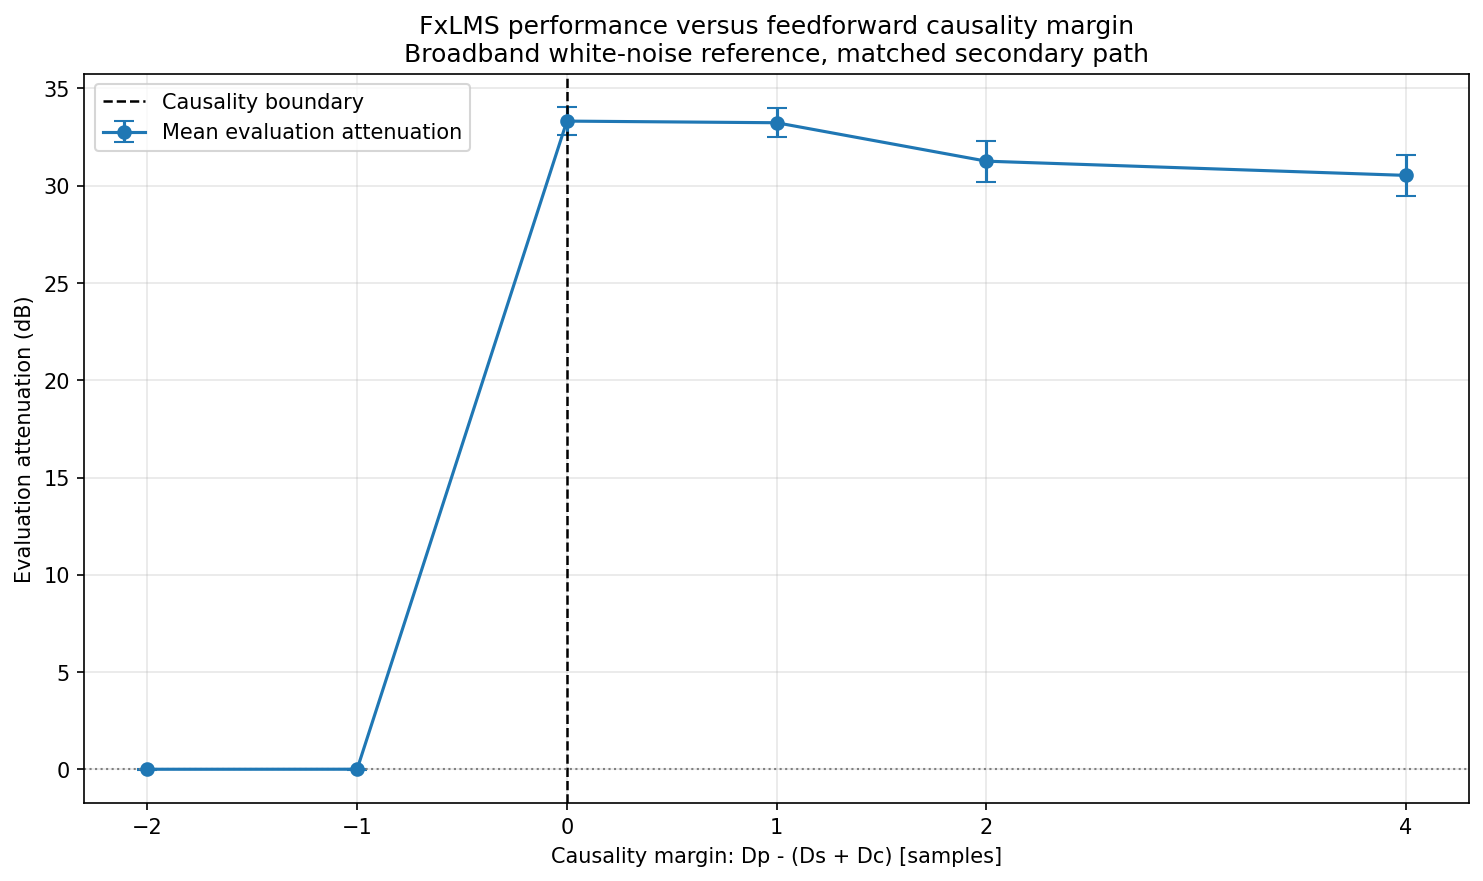 FxLMS performance versus feedforward causality margin
Broadband white-noise reference, matched secondary path
Causality boundary
Mean evaluation attenuation
Evaluation attenuation (dB)
35
30
25
20
15
10
5
0
−2
−1
0
1
2
4
Causality margin: Dp - (Ds + Dc) [samples]